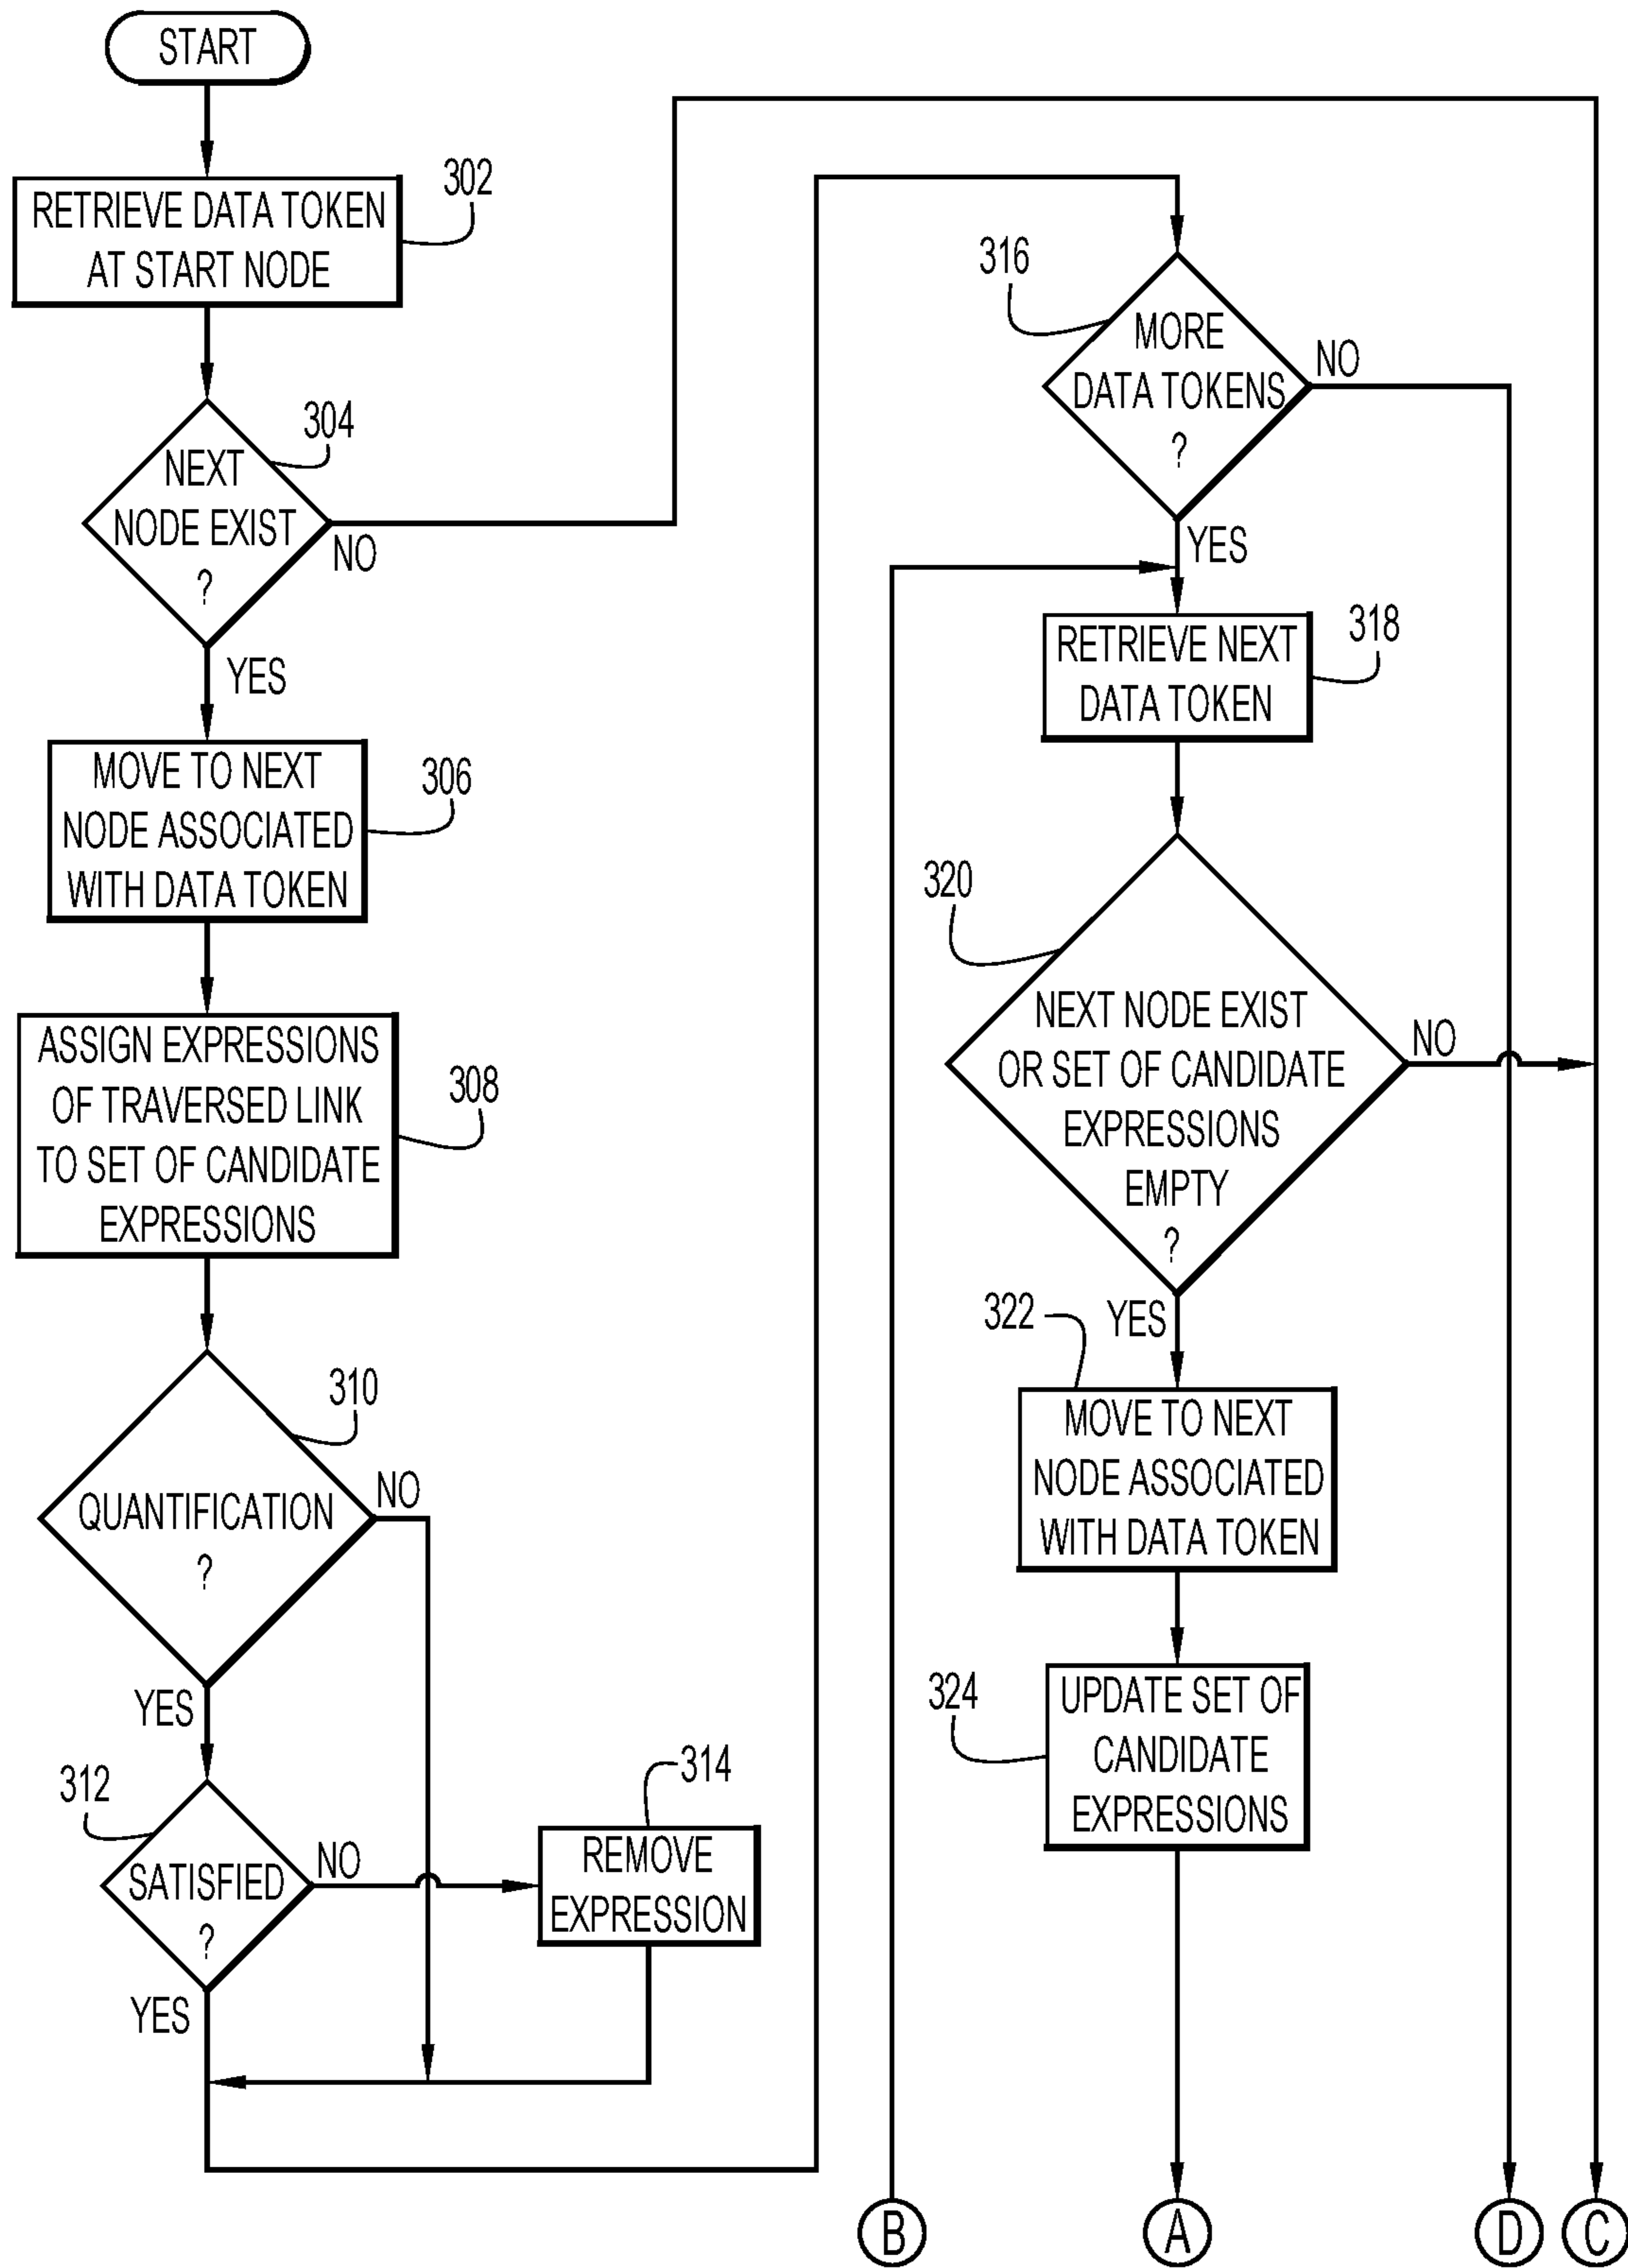 START
RETRIEVE DATA TOKEN
AT START NODE
302
NEXT
NODE EXIST
?
304
NO
YES
MOVE TO NEXT
NODE ASSOCIATED
WITH DATA TOKEN
306
ASSIGN EXPRESSIONS
OF TRAVERSED LINK
TO SET OF CANDIDATE
EXPRESSIONS
308
310
QUANTIFICATION
?
NO
YES
312
SATISFIED
?
NO
YES
314
REMOVE
EXPRESSION
316
MORE
DATA TOKENS
?
NO
YES
RETRIEVE NEXT
DATA TOKEN
318
320
NEXT NODE EXIST
OR SET OF CANDIDATE
EXPRESSIONS
EMPTY
?
NO
YES
322
MOVE TO NEXT
NODE ASSOCIATED
WITH DATA TOKEN
324
UPDATE SET OF
CANDIDATE
EXPRESSIONS
B
A
D
C